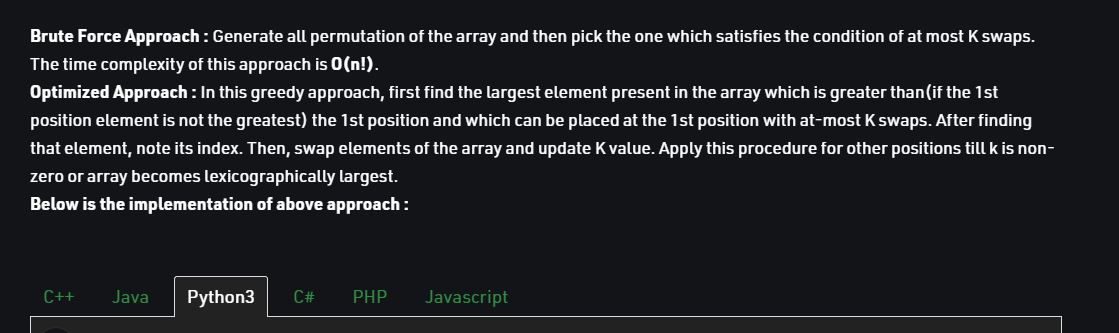 Brute Force Approach : Generate all permutation of the array and then pick the one which satisfies the condition of at most K swaps.
The time complexity of this approach is O(n!).
Optimized Approach : In this greedy approach, first find the largest element present in the array which is greater than(if the 1st
position element is not the greatest) the 1st position and which can be placed at the 1st position with at-most K swaps. After finding
that element, note its index. Then, swap elements of the array and update K value. Apply this procedure for other positions till k is non-
zero or array becomes lexicographically largest.
Below is the implementation of above approach :
C++ Java Python3 C# PHP Javascript